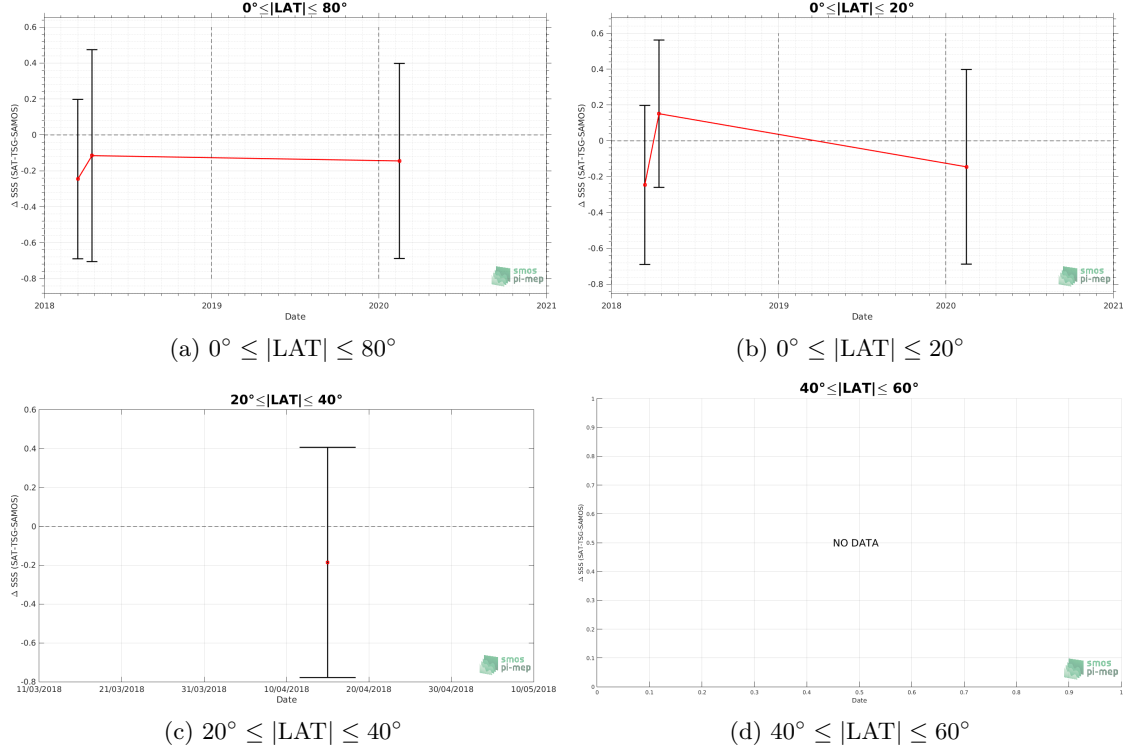 0°≤|LAT|≤ 80°
0.6
0.4
0.2
0
-0.2
-0.4
-0.6
-0.8
Δ SSS (SAT-TSG-SAMOS)
2018
2019
2020
2021
Date
smos
pi-mep
(a) 0° ≤ |LAT| ≤ 80°
0°≤|LAT|≤ 20°
0.6
0.4
0.2
0
-0.2
-0.4
-0.6
-0.8
Δ SSS (SAT-TSG-SAMOS)
2018
2019
2020
2021
Date
smos
pi-mep
(b) 0° ≤ |LAT| ≤ 20°
20°≤|LAT|≤ 40°
0.6
0.4
0.2
0
-0.2
-0.4
-0.6
-0.8
Δ SSS (SAT-TSG-SAMOS)
11/03/2018
21/03/2018
31/03/2018
10/04/2018
20/04/2018
30/04/2018
10/05/2018
Date
smos
pi-mep
(c) 20° ≤ |LAT| ≤ 40°
40°≤|LAT|≤ 60°
1
0.9
0.8
0.7
0.6
0.5
0.4
0.3
0.2
0.1
0
Δ SSS (SAT-TSG-SAMOS)
NO DATA
0
0.1
0.2
0.3
0.4
0.5
0.6
0.7
0.8
0.9
1
Date
smos
pi-mep
(d) 40° ≤ |LAT| ≤ 60°